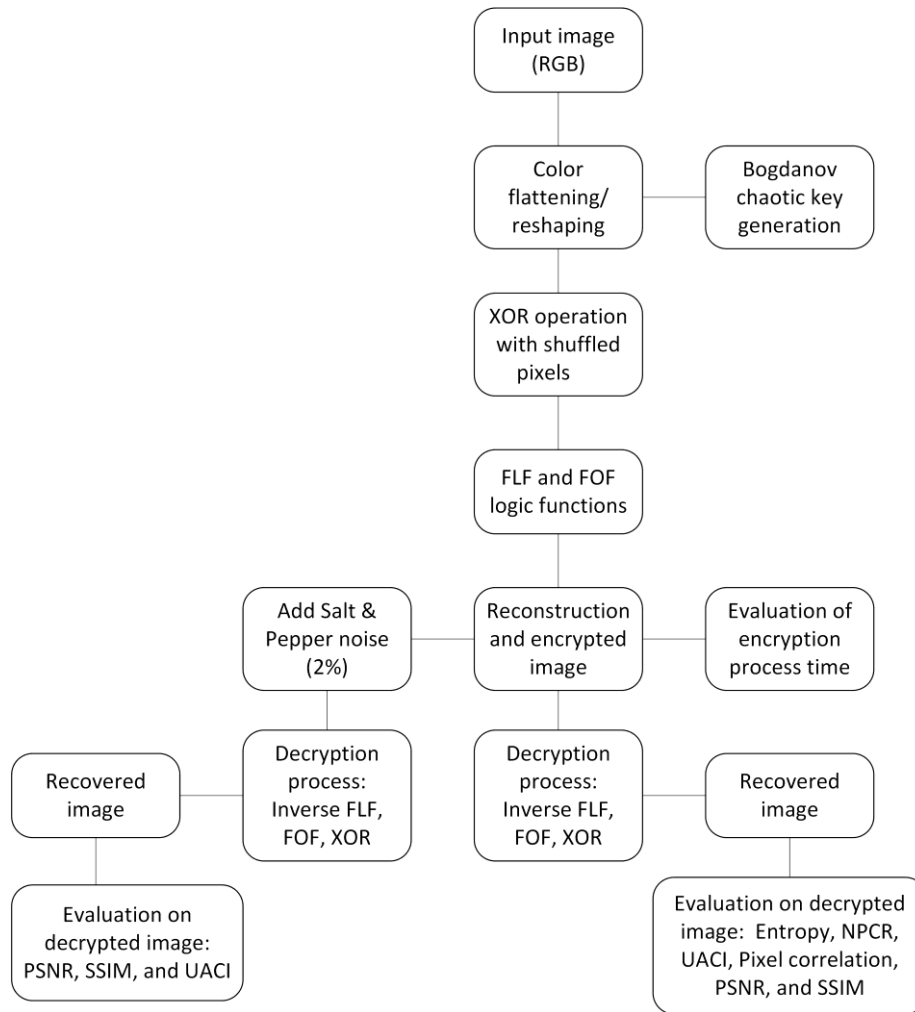 Input image
(RGB)
Color
flattening/
reshaping
Bogdanov
chaotic key
generation
XOR operation
with shuffled
pixels
FLF and FOF
logic functions
Add Salt &
Pepper noise
(2%)
Reconstruction
and encrypted
image
Evaluation of
encryption
process time
Recovered
image
Decryption
process:
Inverse FLF,
FOF, XOR
Decryption
process:
Inverse FLF,
FOF, XOR
Recovered
image
Evaluation on
decrypted image:
PSNR, SSIM, and UACI
Evaluation on decrypted
image: Entropy, NPCR,
UACI, Pixel correlation,
PSNR, and SSIM